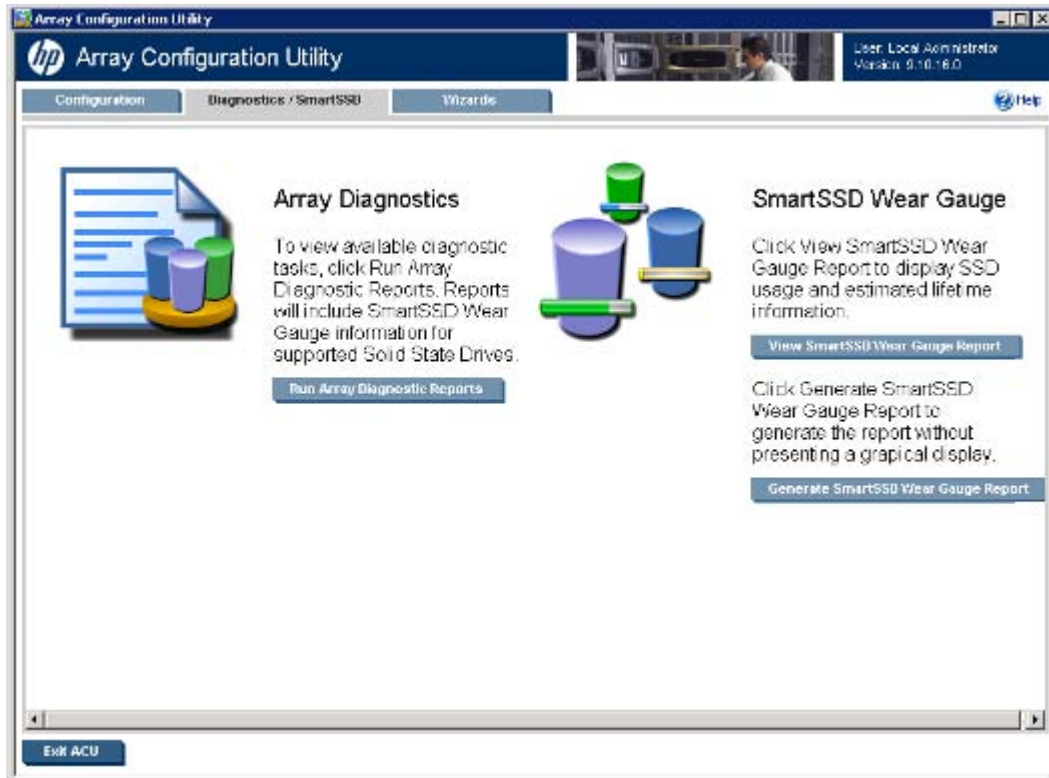 Array Configuration Utility
hp Array Configuration Utility
User: Local Administrator
Version: 9.10.16.0
Configuration
Diagnostics / SmartSSD
Wizards
Help
Array Diagnostics
To view available diagnostic
tasks, click Run Array
Diagnostic Reports. Reports
will include SmartSSD Wear
Gauge information for
supported Solid State Drives.
Run Array Diagnostic Reports
SmartSSD Wear Gauge
Click View SmartSSD Wear
Gauge Report to display SSD
usage and estimated lifetime
information.
View SmartSSD Wear Gauge Report
Click Generate SmartSSD
Wear Gauge Report to
generate the report without
presenting a grapical display.
Generate SmartSSD Wear Gauge Report
Exit ACU